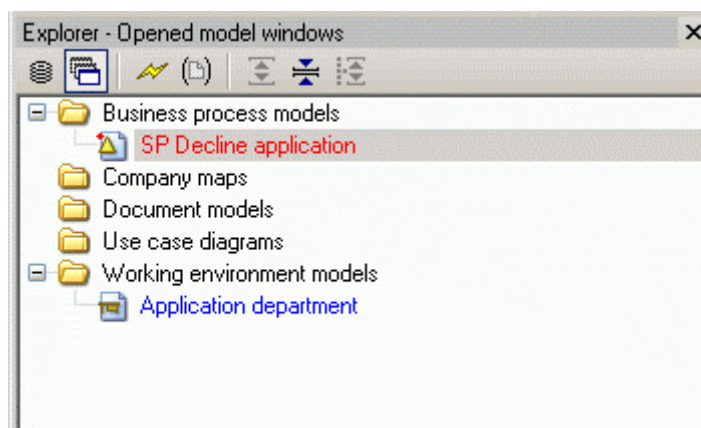 Explorer - Opened model windows
Business process models
SP Decline application
Company maps
Document models
Use case diagrams
Working environment models
Application department